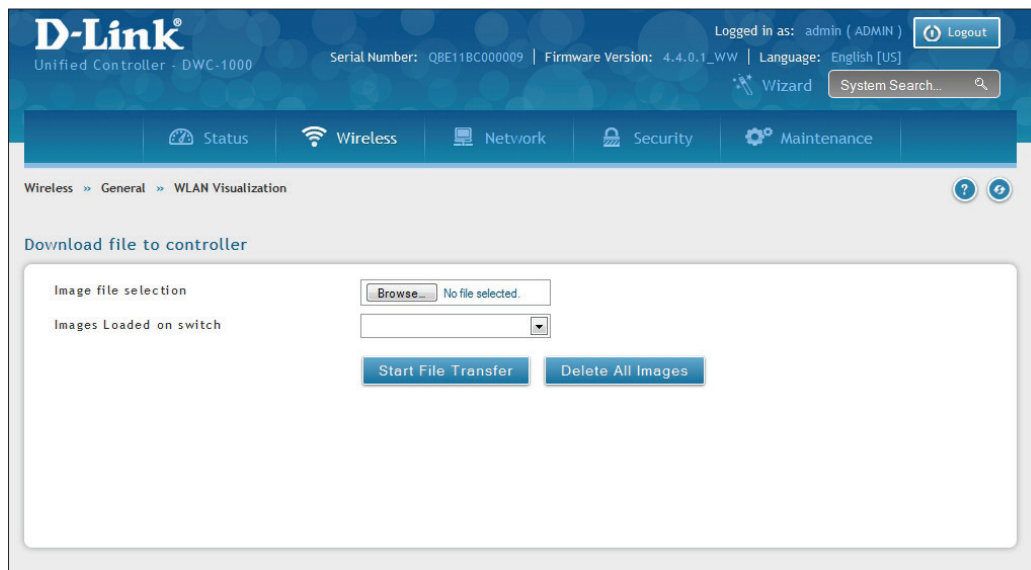 D-Link®
Unified Controller - DWC-1000
Logged in as: admin ( ADMIN ) Logout
Serial Number: QBE11BC000009 | Firmware Version: 4.4.0.1_WW | Language: English [US]
Wizard System Search...
Status Wireless Network Security Maintenance
Wireless » General » WLAN Visualization ?
Download file to controller
Image file selection Browse... No file selected.
Images Loaded on switch
Start File Transfer Delete All Images